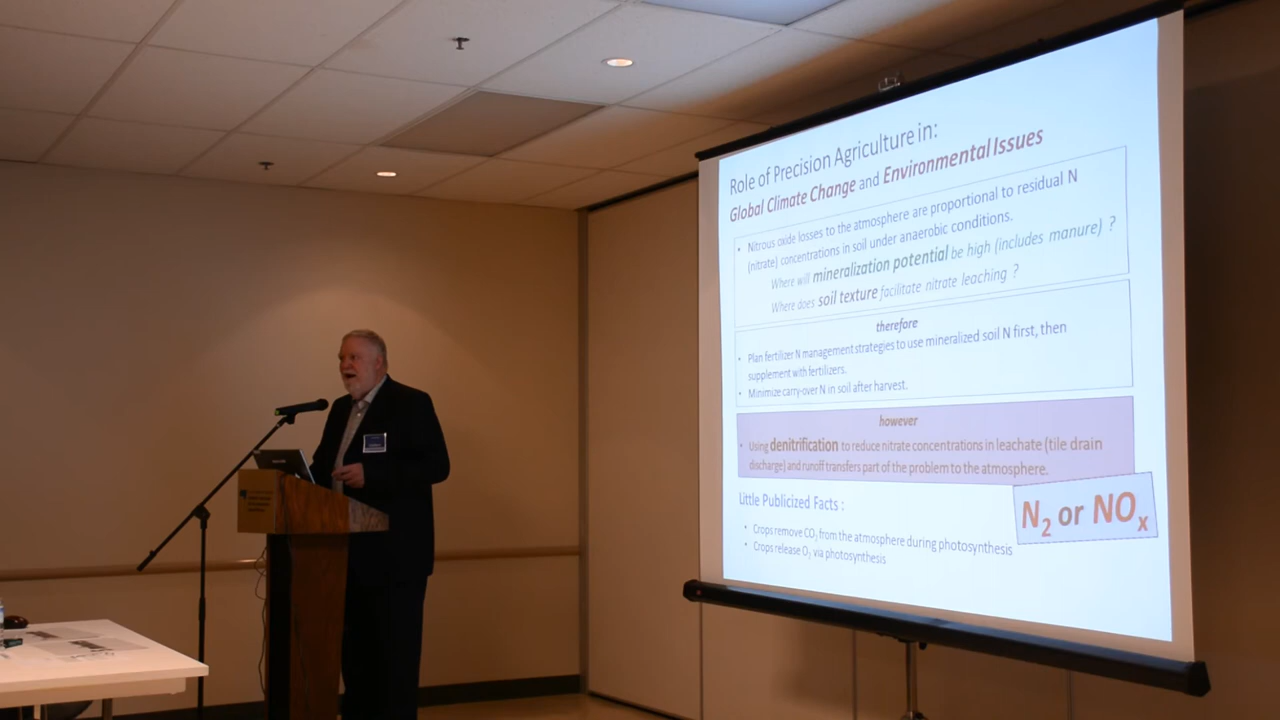 Role of Precision Agriculture in:
Global Climate Change and Environmental Issues
• Nitrous oxide losses to the atmosphere are proportional to residual N
(nitrate) concentrations in soil under anaerobic conditions.
Where will mineralization potential be high (includes manure) ?
Where does soil texture facilitate nitrate leaching ?
therefore
• Plan fertilizer N management strategies to use mineralized soil N first, then
supplement with fertilizers.
• Minimize carry-over N in soil after harvest.
however
• Using denitrification to reduce nitrate concentrations in leachate (tile drain
discharge) and runoff transfers part of the problem to the atmosphere.
N2 or NOx
Little Publicized Facts :
• Crops remove CO2 from the atmosphere during photosynthesis
• Crops release O2 via photosynthesis